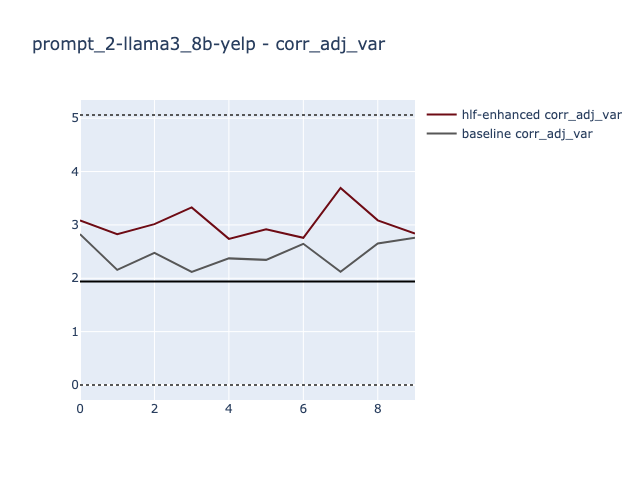 prompt_2-llama3_8b-yelp - corr_adj_var
hlf-enhanced corr_adj_var
baseline corr_adj_var
5
4
3
2
1
0
0 2 4 6 8